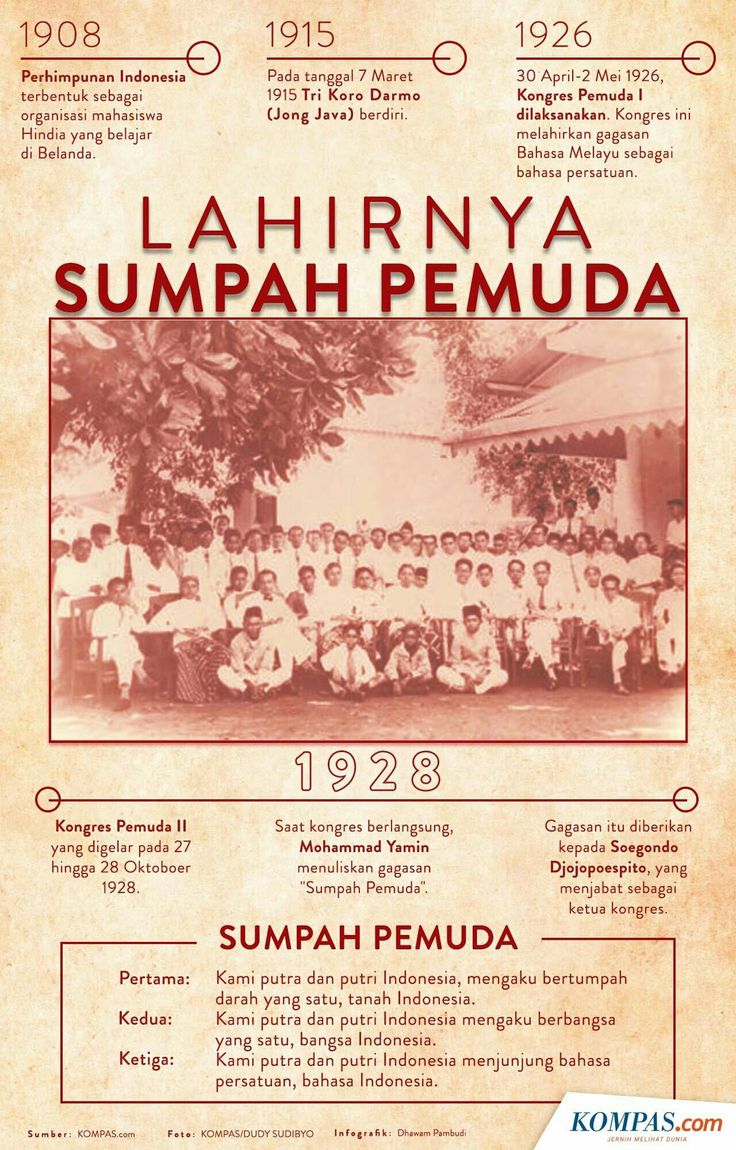 1908
Perhimpunan Indonesia
terbentuk sebagai
organisasi mahasiswa
Hindia yang belajar
di Belanda.
1915
Pada tanggal 7 Maret
1915 Tri Koro Darmo
(Jong Java) berdiri.
1926
30 April-2 Mei 1926,
Kongres Pemuda I
dilaksanakan. Kongres ini
melahirkan gagasan
Bahasa Melayu sebagai
bahasa persatuan.
LAHIRNYA
SUMPAH PEMUDA
1928
Kongres Pemuda II
yang digelar pada 27
hingga 28 Oktoboer
1928.
Saat kongres berlangsung,
Mohammad Yamin
menuliskan gagasan
"Sumpah Pemuda".
Gagasan itu diberikan
kepada Soegondo
Djojopoespito, yang
menjabat sebagai
ketua kongres.
SUMPAH PEMUDA
Pertama: Kami putra dan putri Indonesia, mengaku bertumpah
darah yang satu, tanah Indonesia.
Kedua: Kami putra dan putri Indonesia mengaku berbangsa
yang satu, bangsa Indonesia.
Ketiga: Kami putra dan putri Indonesia menjunjung bahasa
persatuan, bahasa Indonesia.
Sumber: KOMPAS.com Foto: KOMPAS/DUDY SUDIBYO Infografik: Dhawam Pambudi
KOMPAS.com
JERNIH MELIHAT DUNIA